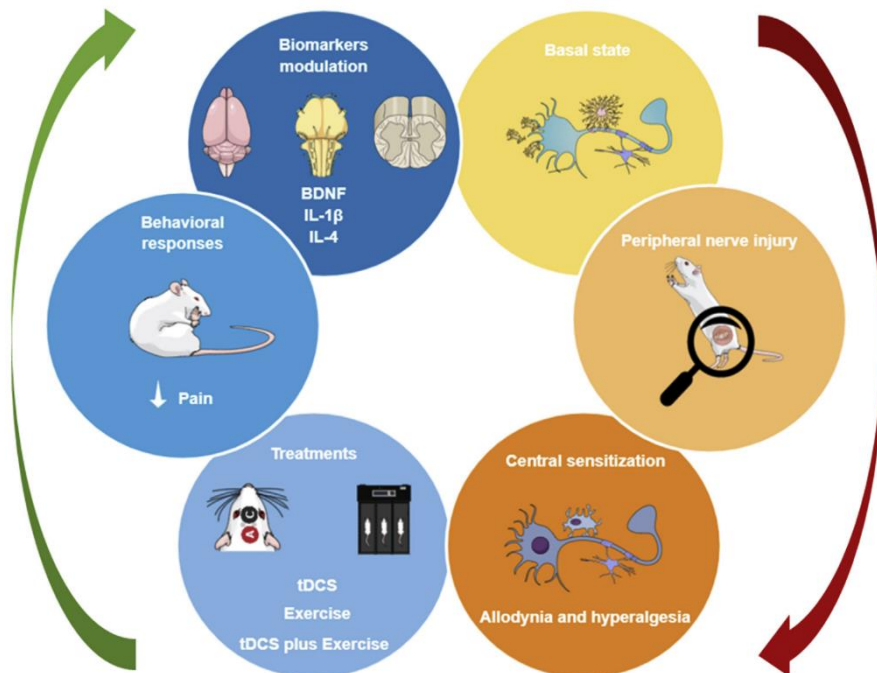 Biomarkers
modulation
BDNF
IL-1β
IL-4
Basal state
Peripheral nerve injury
Central sensitization
Allodynia and hyperalgesia
Treatments
A
C
tDCS
Exercise
tDCS plus Exercise
Behavioral
responses
Pain